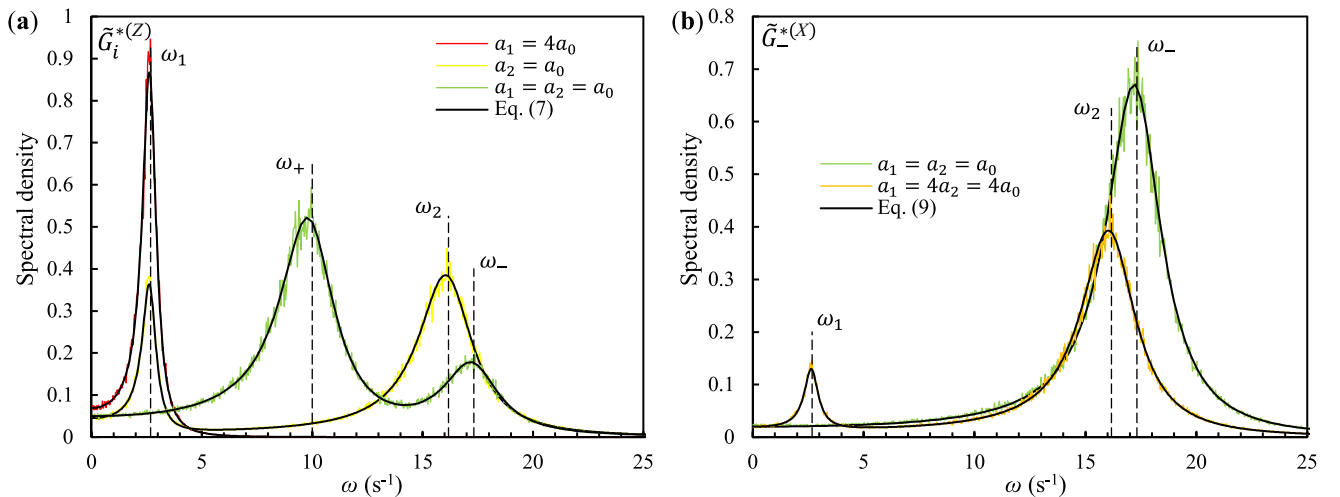 (a)
G̃ᵢ*⁽ᶻ⁾
ω₁
a₁ = 4a₀
a₂ = a₀
a₁ = a₂ = a₀
Eq. (7)
ω₊
ω₂
ω₋
Spectral density
1
0.9
0.8
0.7
0.6
0.5
0.4
0.3
0.2
0.1
0
0 5 10 15 20 25
ω (s⁻¹)
(b)
G̃₋*⁽ˣ⁾
ω₋
ω₂
a₁ = a₂ = a₀
a₁ = 4a₂ = 4a₀
Eq. (9)
ω₁
Spectral density
0.8
0.7
0.6
0.5
0.4
0.3
0.2
0.1
0
0 5 10 15 20 25
ω (s⁻¹)